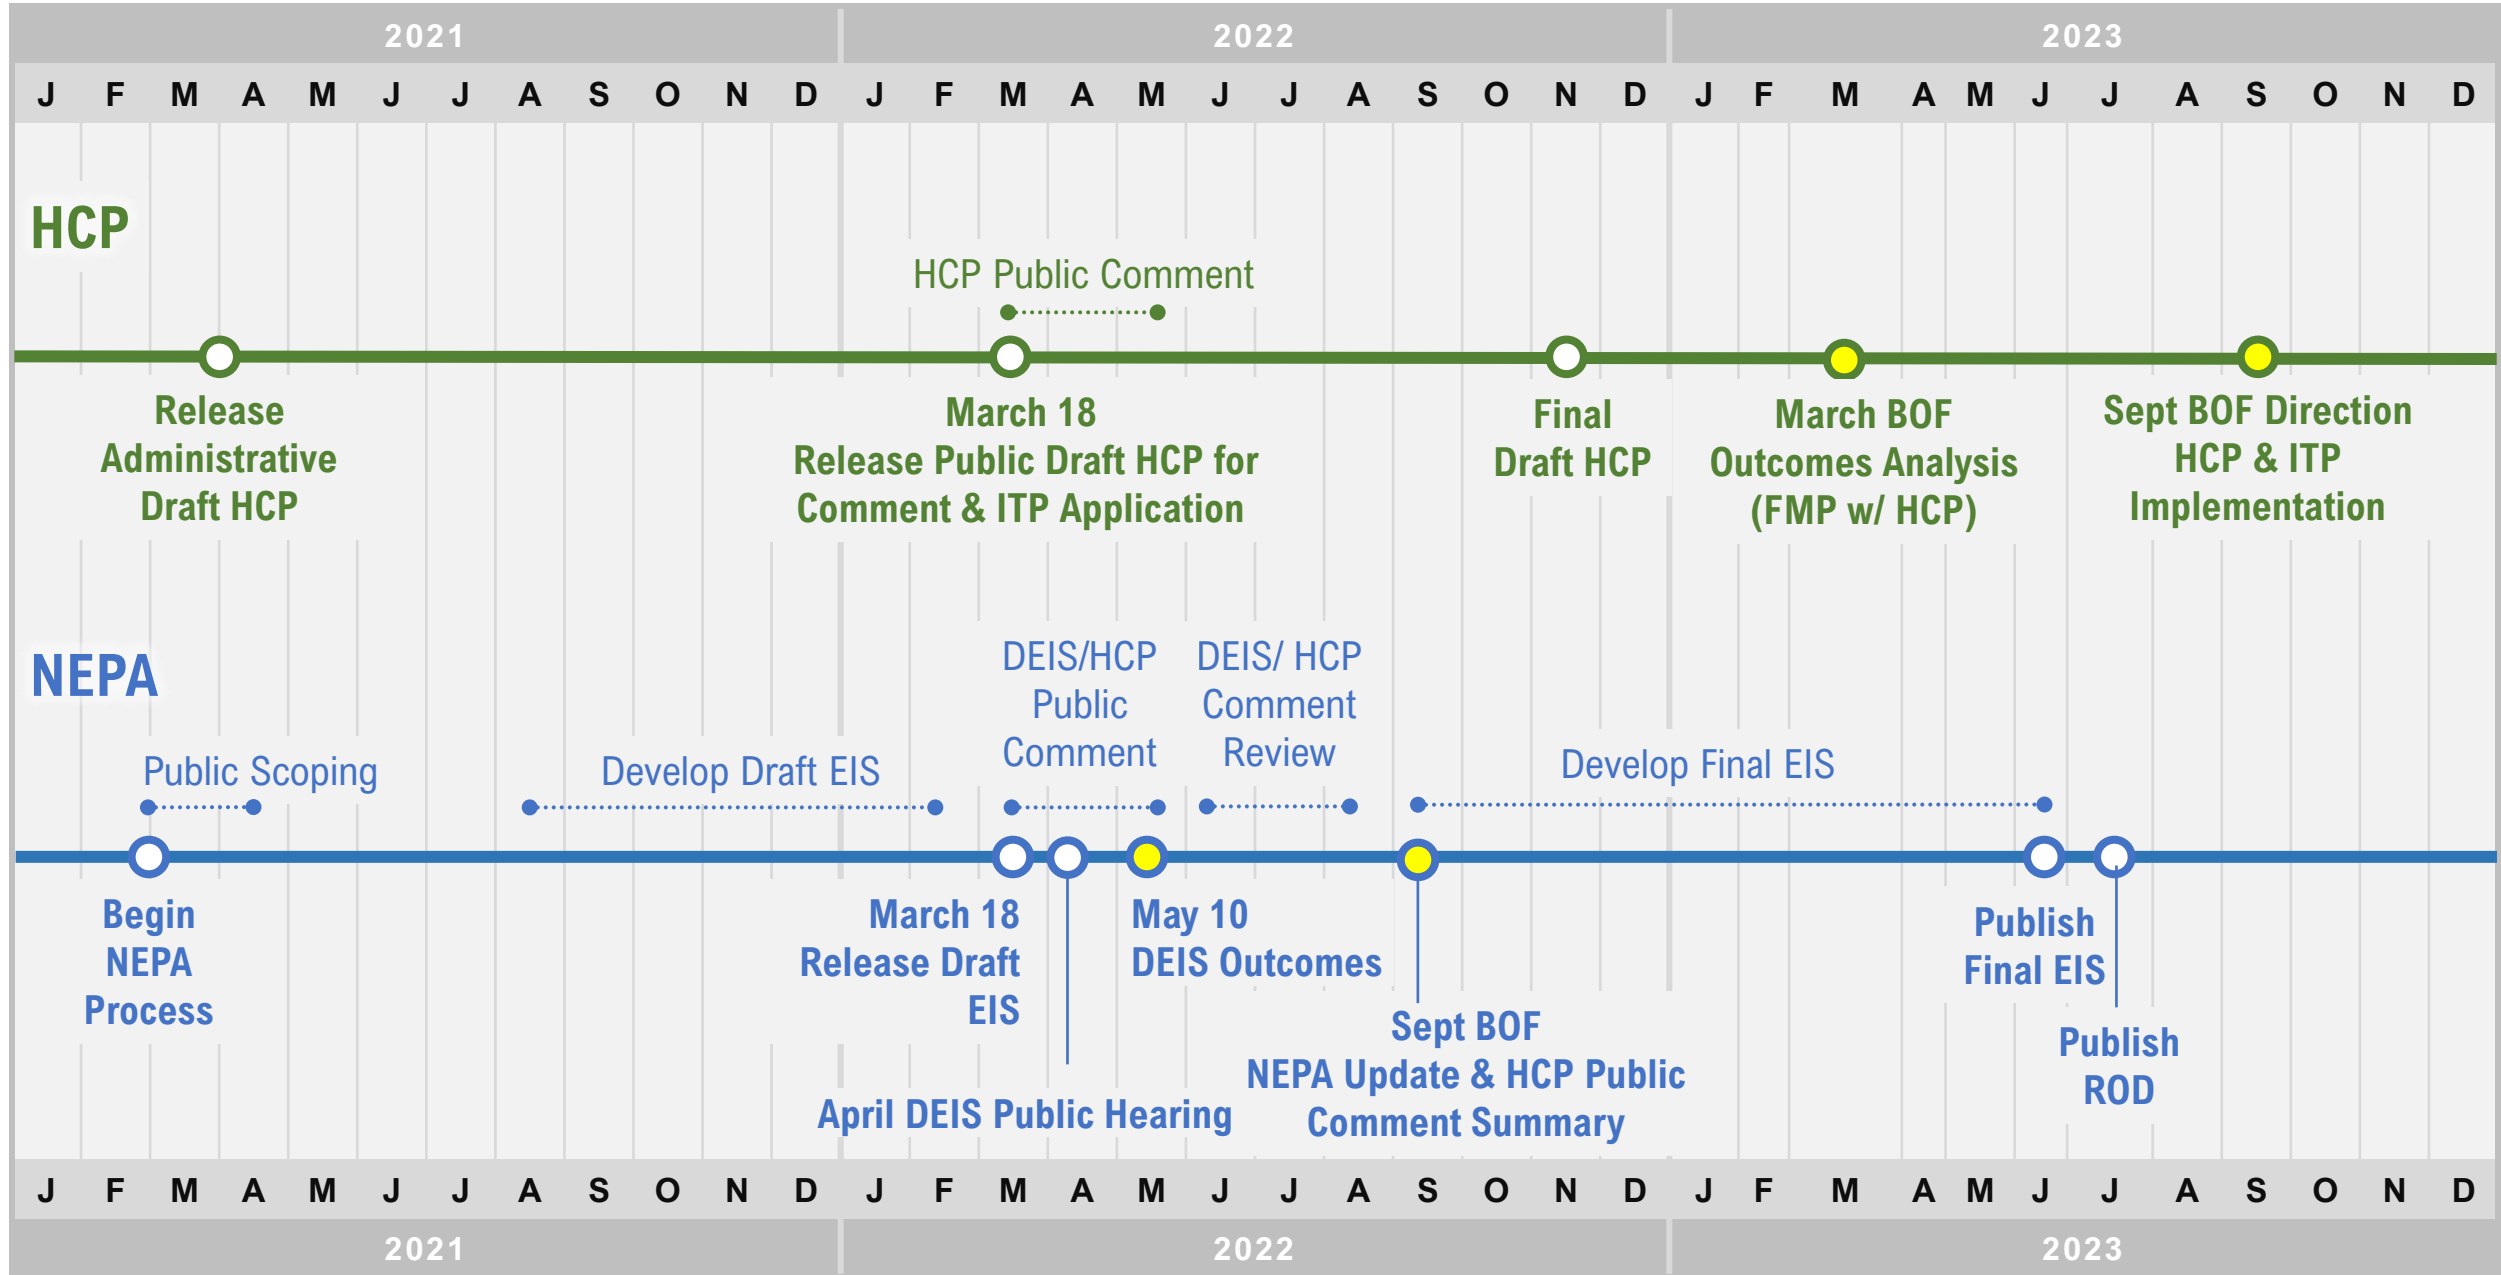 2021 2022 2023
J F M A M J J A S O N D J F M A M J J A S O N D J F M A M J J A S O N D
HCP
HCP Public Comment
Release
Administrative
Draft HCP
March 18
Release Public Draft HCP for
Comment & ITP Application
Final
Draft HCP
March BOF
Outcomes Analysis
(FMP w/ HCP)
Sept BOF Direction
HCP & ITP
Implementation
NEPA
Public Scoping
Develop Draft EIS
DEIS/HCP
Public
Comment
DEIS/ HCP
Comment
Review
Develop Final EIS
Begin
NEPA
Process
March 18
Release Draft
EIS
April DEIS Public Hearing
May 10
DEIS Outcomes
Sept BOF
NEPA Update & HCP Public
Comment Summary
Publish
Final EIS
Publish
ROD
J F M A M J J A S O N D J F M A M J J A S O N D J F M A M J J A S O N D
2021 2022 2023